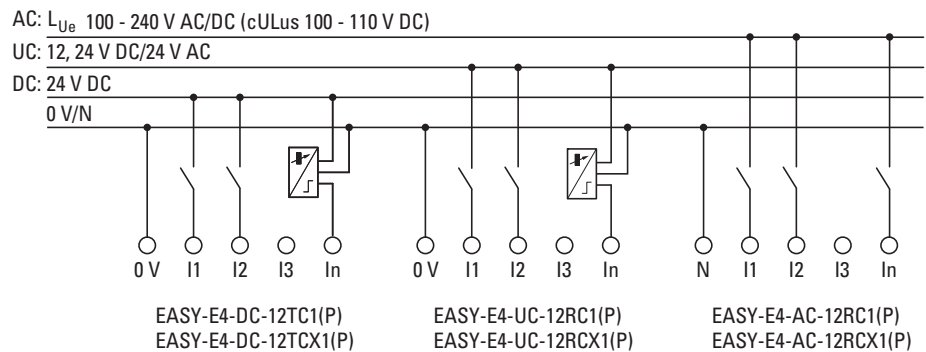 AC: LUe 100 - 240 V AC/DC (cULus 100 - 110 V DC)
UC: 12, 24 V DC/24 V AC
DC: 24 V DC
0 V/N
0 V I1 I2 I3 In 0 V I1 I2 I3 In N I1 I2 I3 In
EASY-E4-DC-12TC1(P) EASY-E4-UC-12RC1(P) EASY-E4-AC-12RC1(P)
EASY-E4-DC-12TCX1(P) EASY-E4-UC-12RCX1(P) EASY-E4-AC-12RCX1(P)